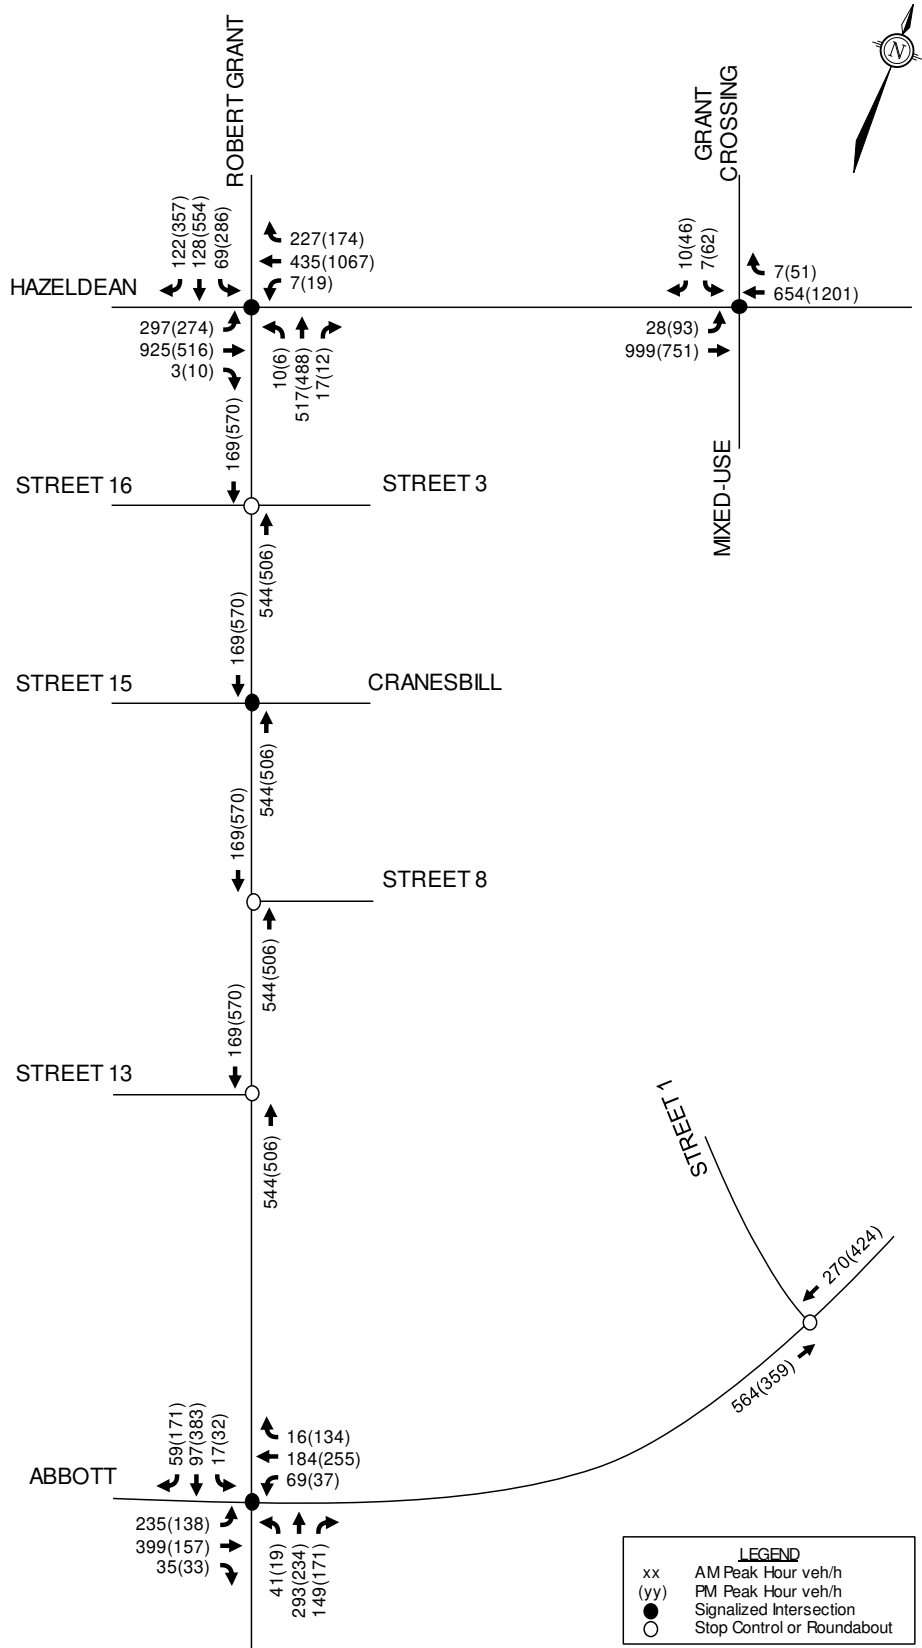 ROBERT GRANT
GRANT
CROSSING
N
122(357)
128(554)
69(286)
227(174)
435(1067)
7(19)
10(46)
7(62)
7(51)
654(1201)
HAZELDEAN
297(274)
925(516)
3(10)
10(6)
517(488)
17(12)
28(93)
999(751)
MIXED-USE
169(570)
STREET 16
STREET 3
544(506)
169(570)
STREET 15
CRANESBILL
544(506)
169(570)
STREET 8
544(506)
169(570)
STREET 13
544(506)
STREET 1
270(424)
564(359)
59(171)
97(383)
17(32)
16(134)
184(255)
69(37)
ABBOTT
235(138)
399(157)
35(33)
41(19)
293(234)
149(171)
LEGEND
xx AM Peak Hour veh/h
(yy) PM Peak Hour veh/h
Signalized Intersection
Stop Control or Roundabout